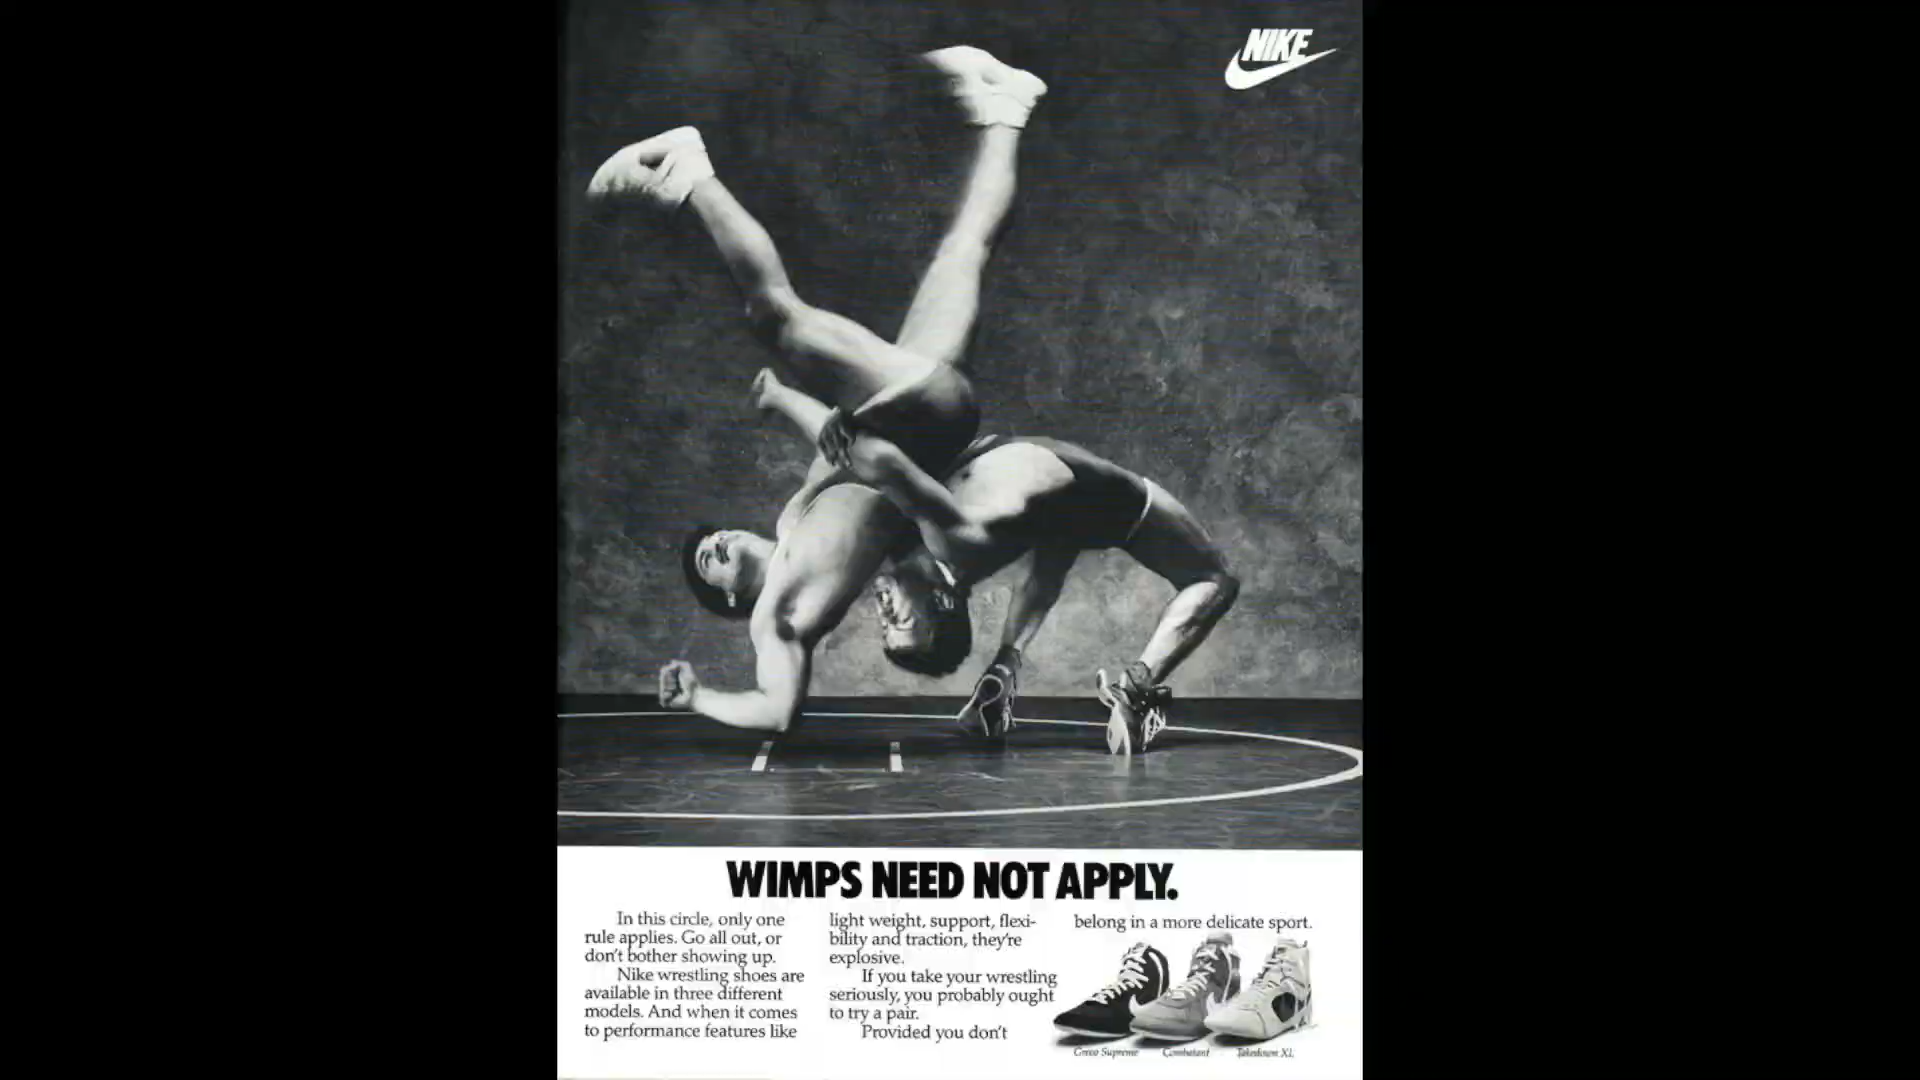 NIKE
WIMPS NEED NOT APPLY.
In this circle, only one
rule applies. Go all out, or
don't bother showing up.
Nike wrestling shoes are
available in three different
models. And when it comes
to performance features like
light weight, support, flexi-
bility and traction, they're
explosive.
If you take your wrestling
seriously, you probably ought
to try a pair.
Provided you don't
belong in a more delicate sport.
Greco Supreme
Combatant
Takedown XL